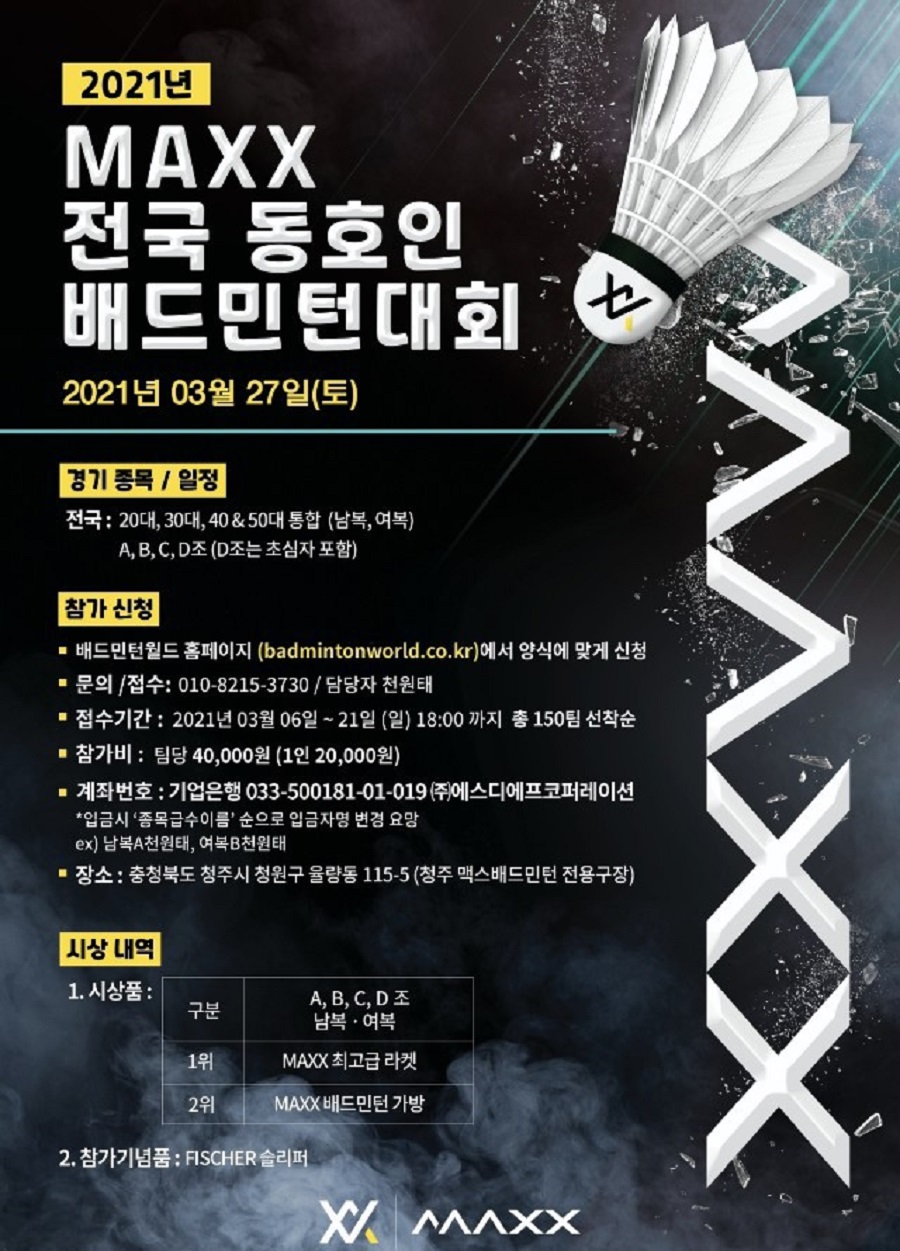 2021년
MAXX
전국 동호인
배드민턴대회
2021년 03월 27일(토)
경기 종목 / 일정
전국 : 20대, 30대, 40 & 50대 통합 (남복, 여복)
A, B, C, D조 (D조는 초심자 포함)
참가 신청
배드민턴월드 홈페이지 (badmintonworld.co.kr)에서 양식에 맞게 신청
문의 /접수: 010-8215-3730 / 담당자 천원태
접수기간 : 2021년 03월 06일 ~ 21일 (일) 18:00 까지 총 150팀 선착순
참가비 : 팀당 40,000원 (1인 20,000원)
계좌번호 : 기업은행 033-500181-01-019 ㈜에스디에프코퍼레이션
*입금시 ‘종목급수이름’ 순으로 입금자명 변경 요망
ex) 남복A천원태, 여복B천원태
장소 : 충청북도 청주시 청원구 율량동 115-5 (청주 맥스배드민턴 전용구장)
시상 내역
1. 시상품 :
구분
A, B, C, D 조
남복 · 여복
1위
MAXX 최고급 라켓
2위
MAXX 배드민턴 가방
2. 참가기념품 : FISCHER 슬리퍼
MAXX
MAXX